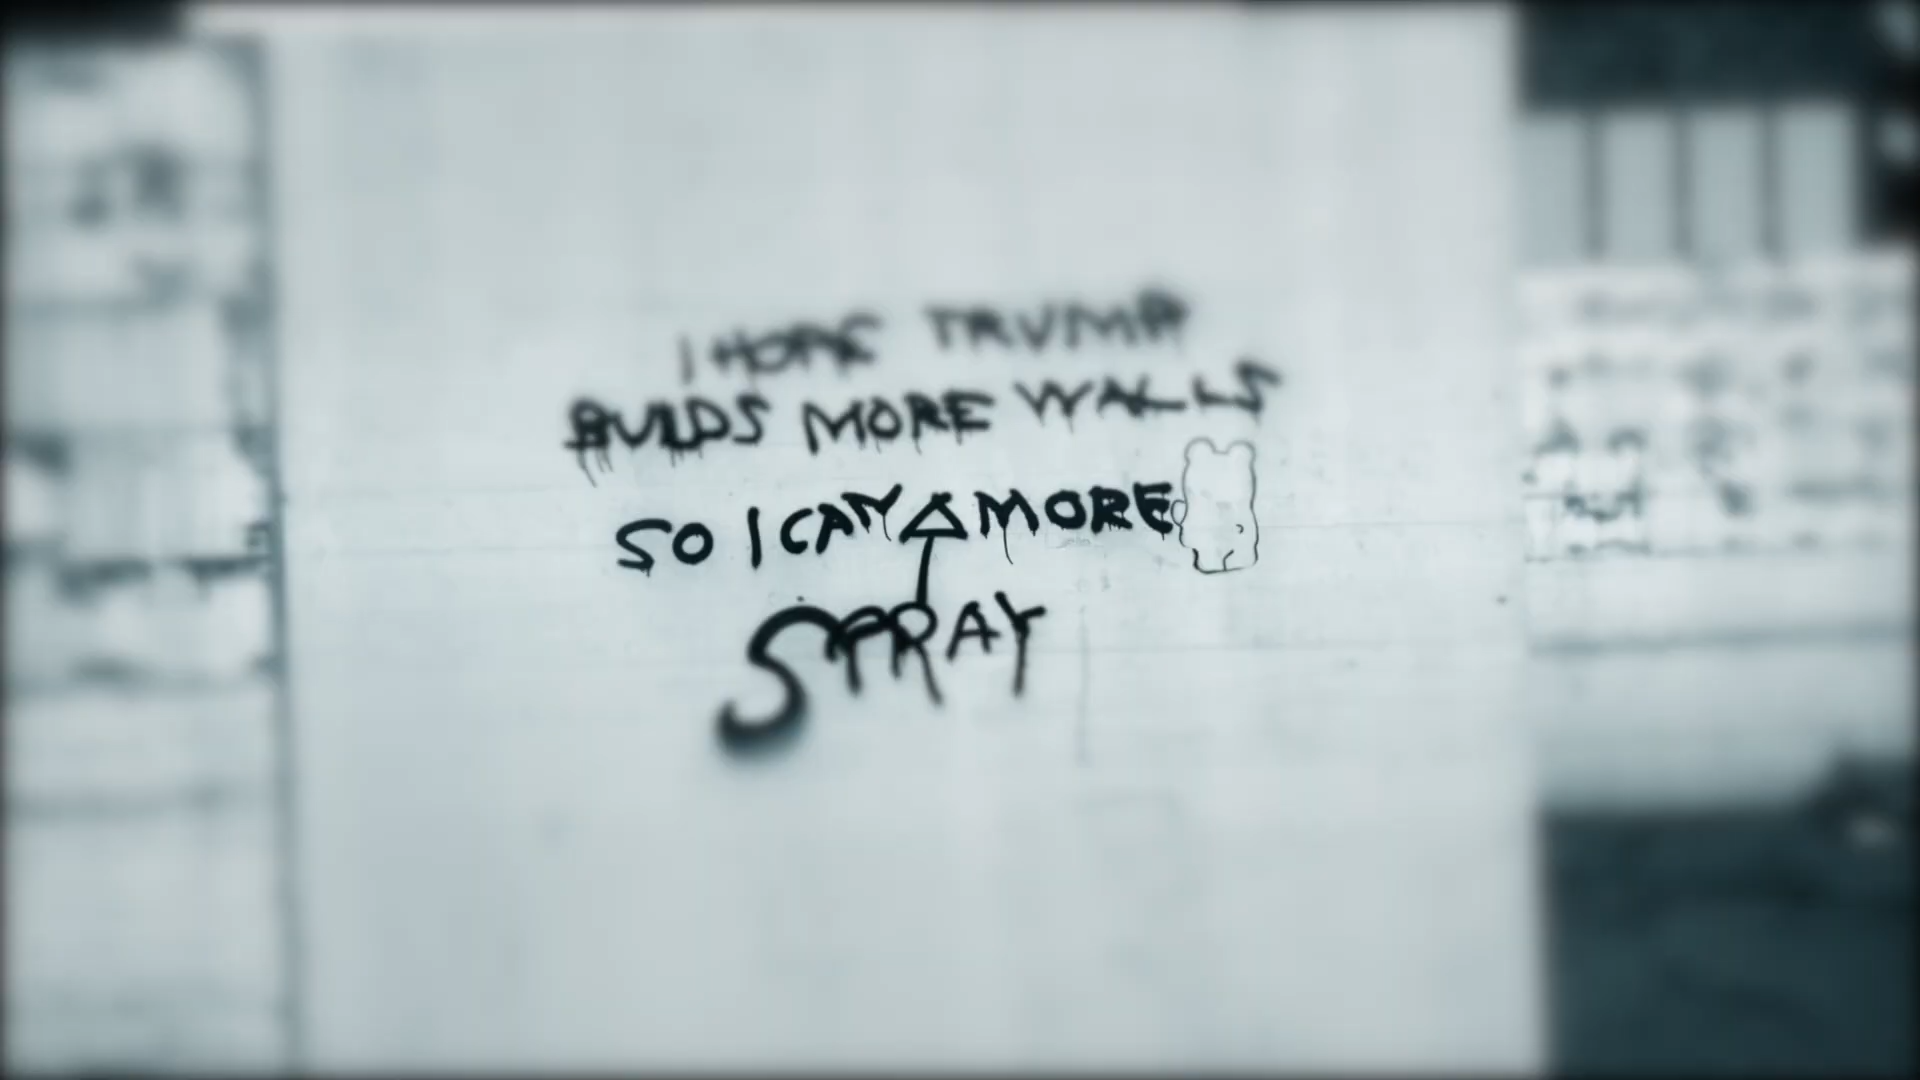 I HOPE TRUMP
BUILDS MORE WALLS
SO I CAN MORE
SPRAY